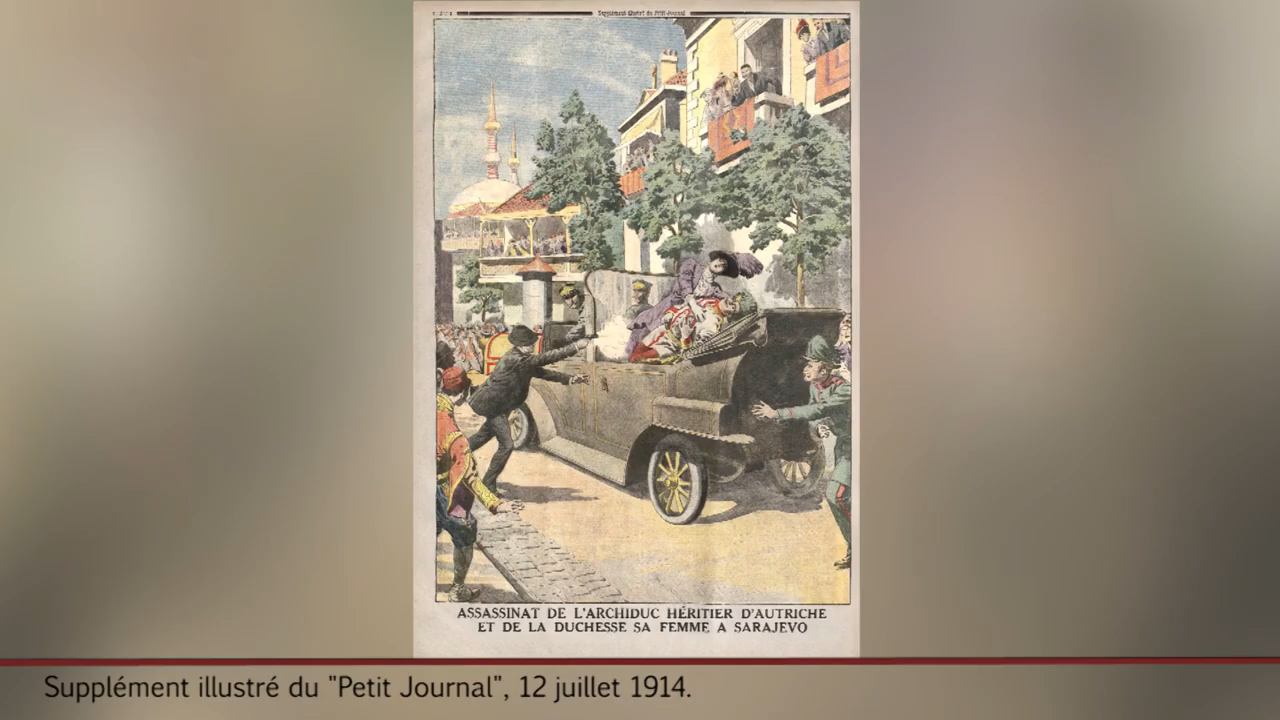 Supplément illustré du Petit Journal
ASSASSINAT DE L'ARCHIDUC HÉRITIER D'AUTRICHE
ET DE LA DUCHESSE SA FEMME A SARAJEVO
Supplément illustré du "Petit Journal", 12 juillet 1914.